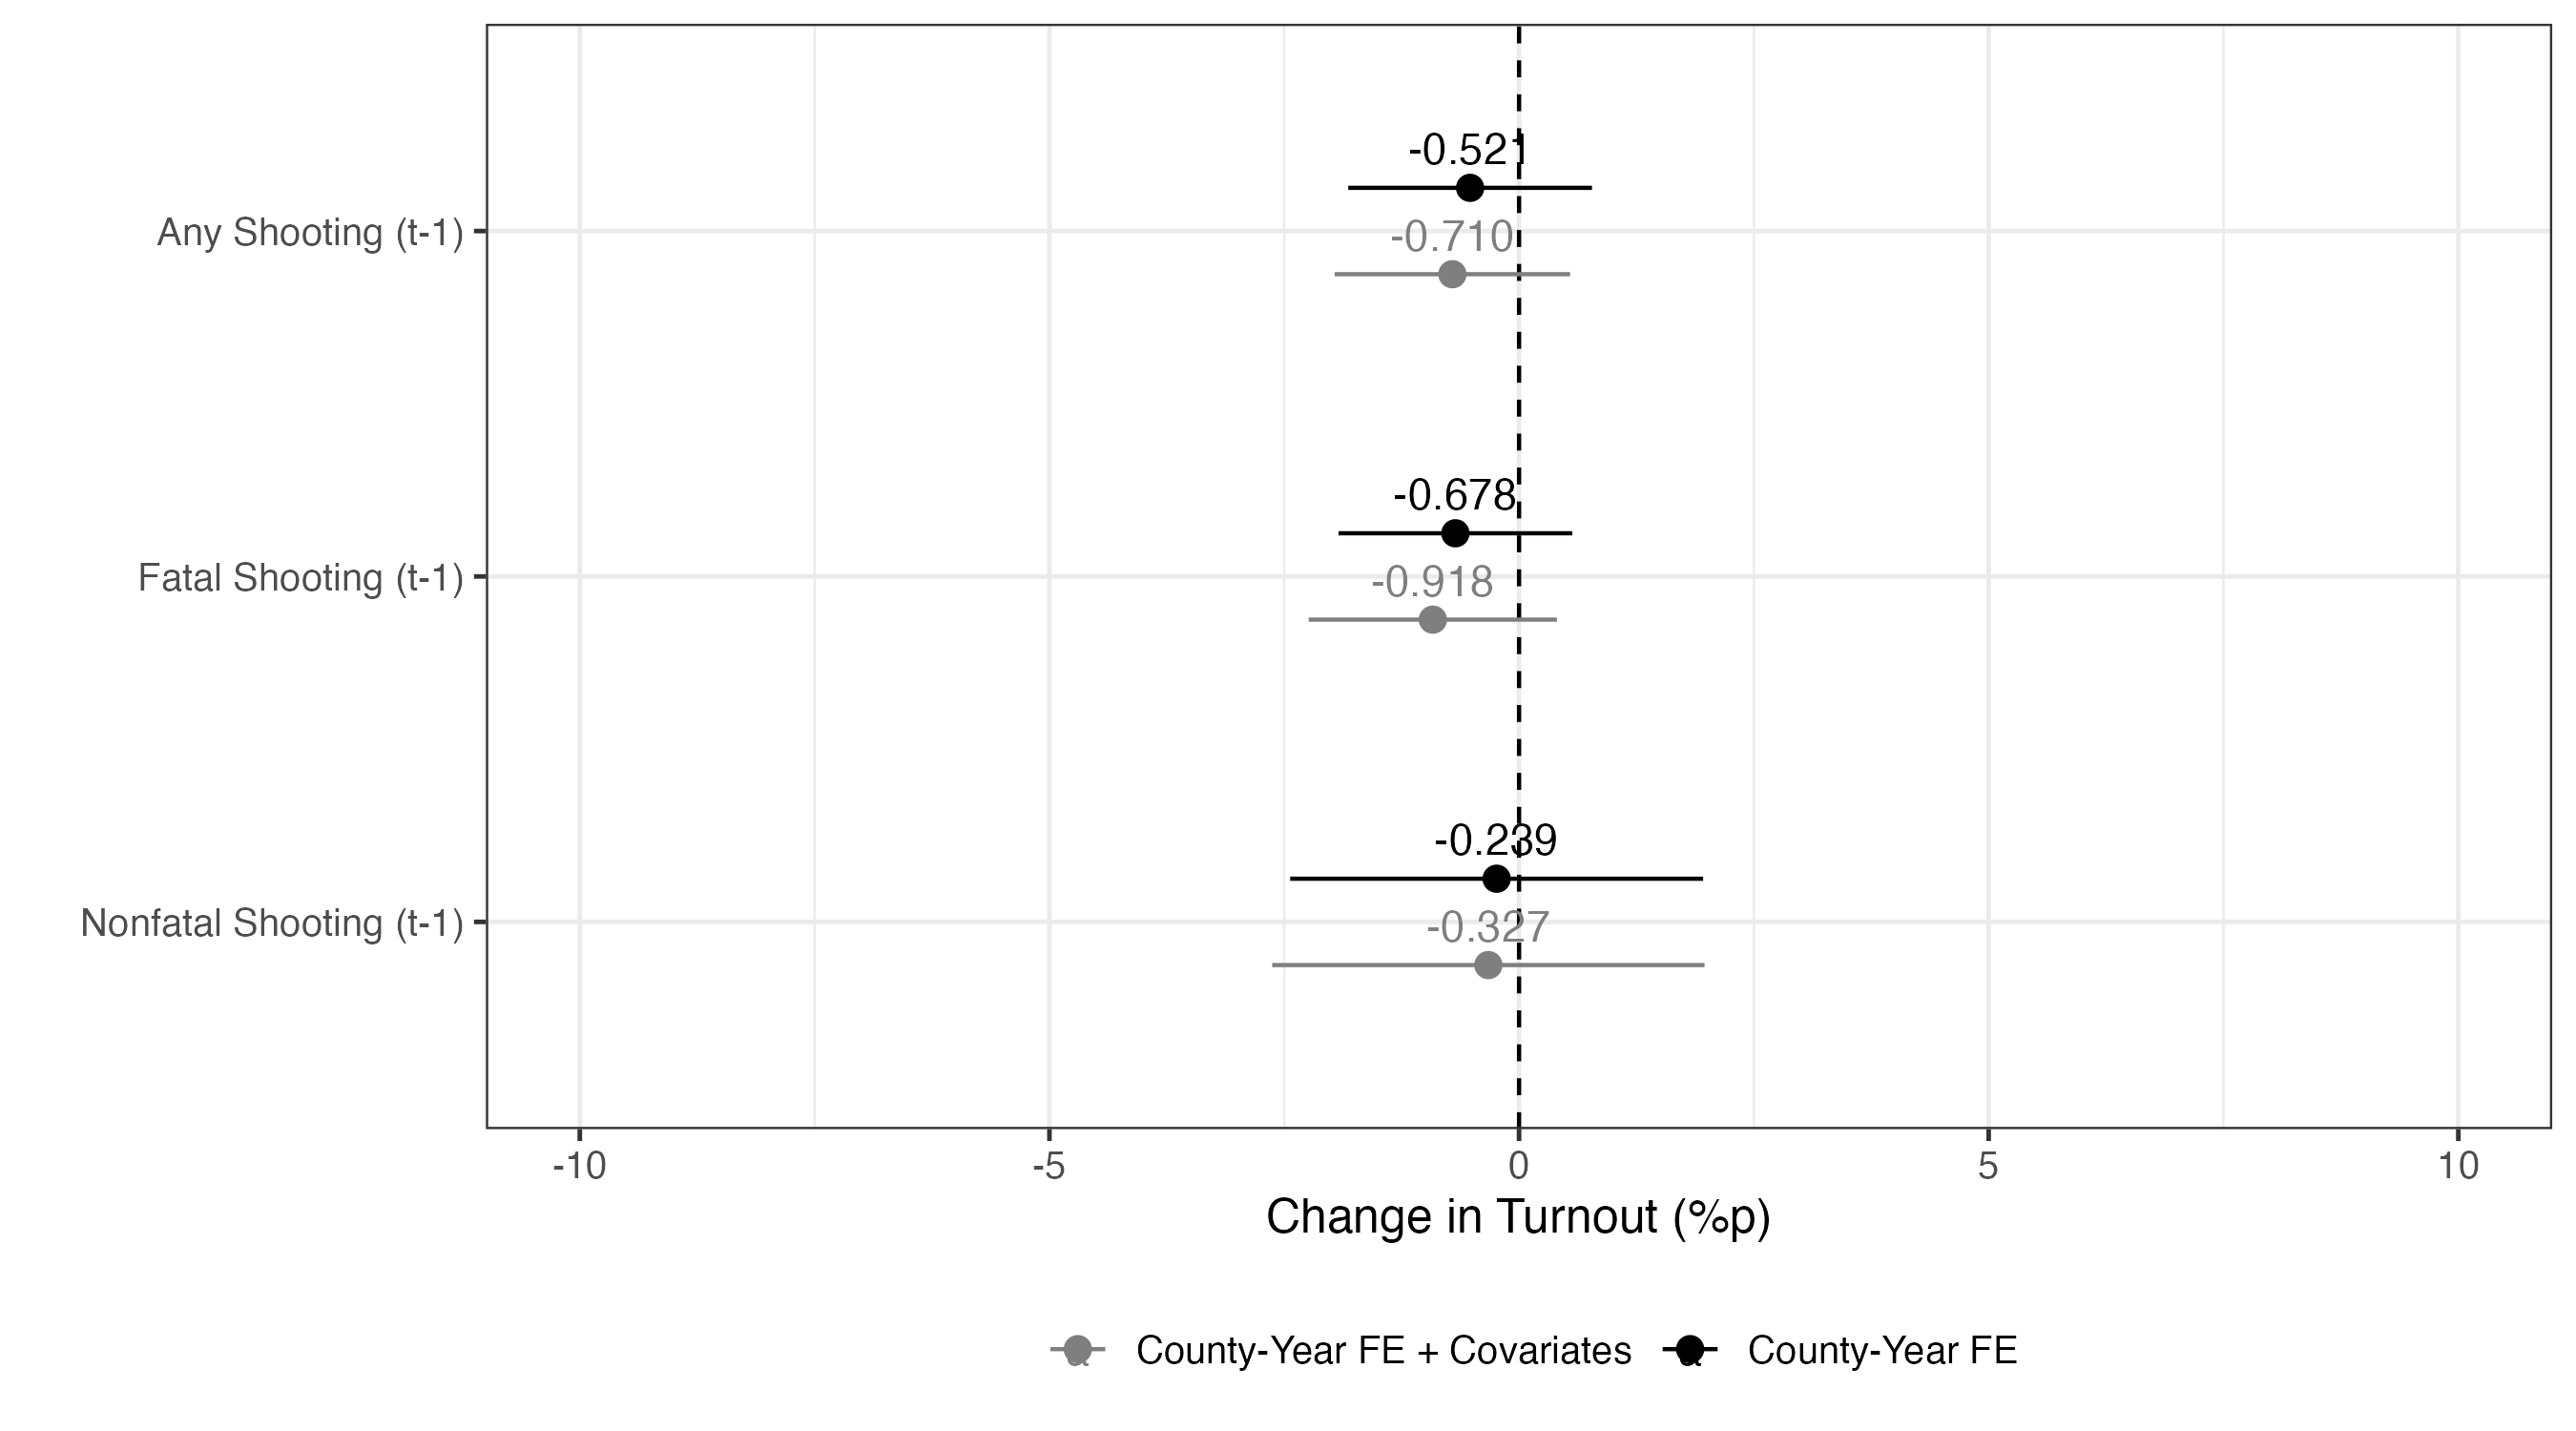 -0.521
Any Shooting (t-1)
-0.710
-0.678
Fatal Shooting (t-1)
-0.918
-0.239
Nonfatal Shooting (t-1)
-0.327
-10 -5 0 5 10
Change in Turnout (%p)
County-Year FE + Covariates County-Year FE